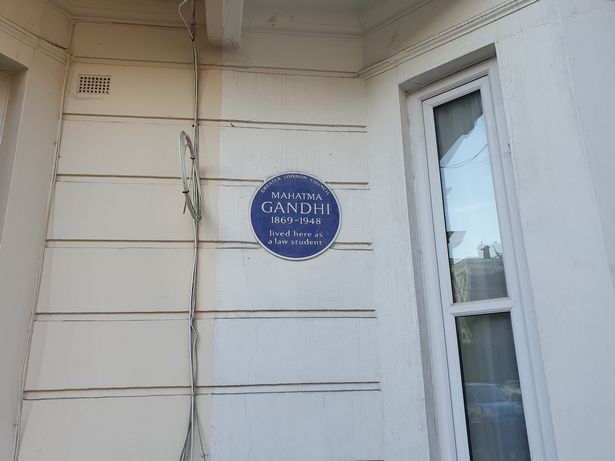 GREATER LONDON COUNCIL
MAHATMA
GANDHI
1869-1948
lived here as
a law student